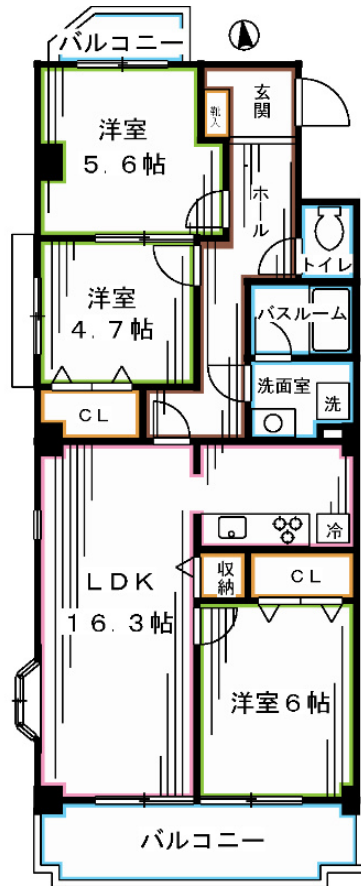 バルコニー
玄関
靴入
洋室
5.6帖
ホール
トイレ
洋室
4.7帖
バスルーム
洗面室
洗
CL
冷
LDK
16.3帖
収納
CL
洋室6帖
バルコニー